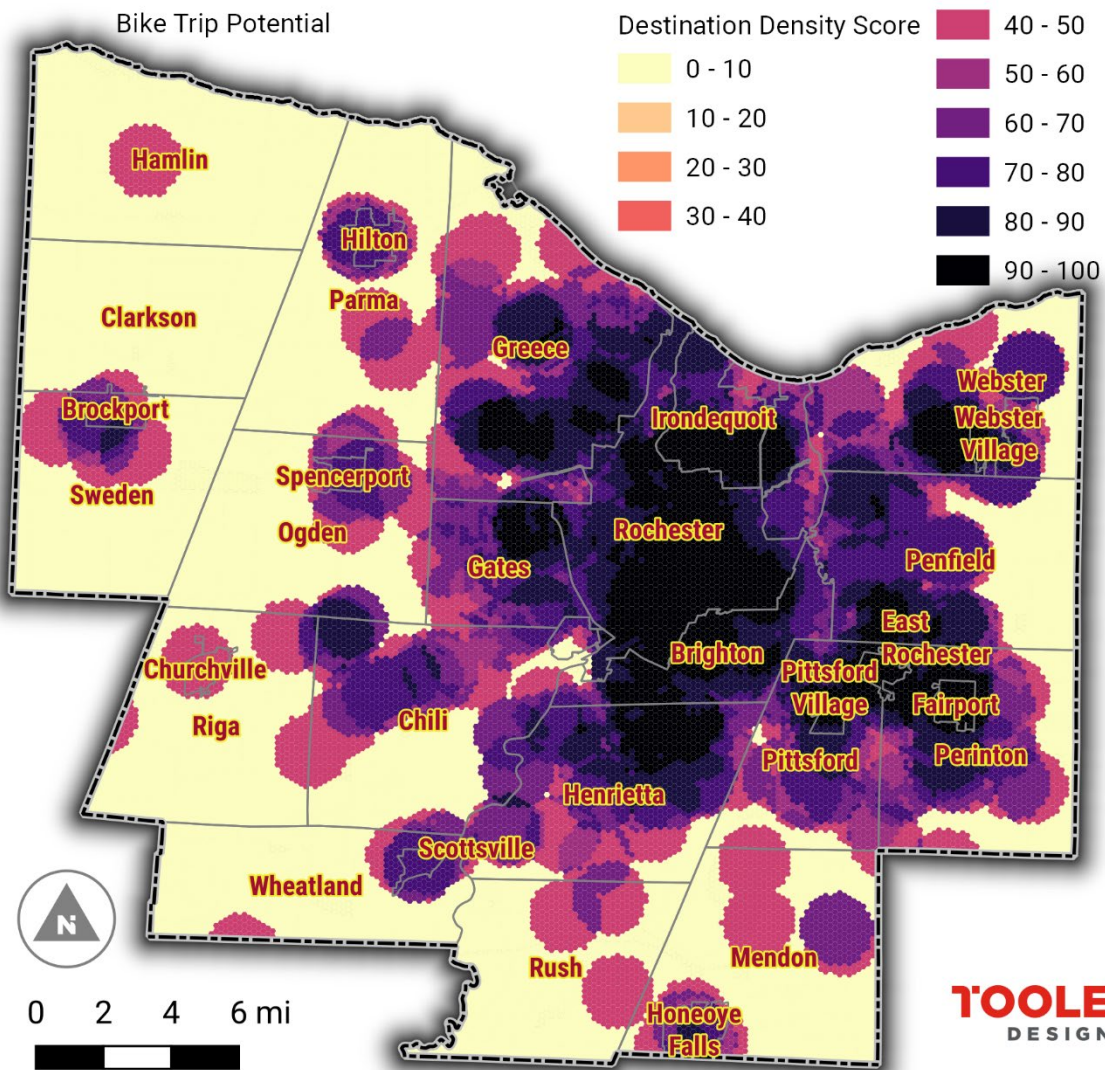 Bike Trip Potential
Destination Density Score
0 - 10
10 - 20
20 - 30
30 - 40
40 - 50
50 - 60
60 - 70
70 - 80
80 - 90
90 - 100
Hamlin
Hilton
Parma
Clarkson
Greece
Brockport
Sweden
Spencerport
Ogden
Irondequoit
Webster
Webster
Village
Rochester
Gates
Penfield
East
Rochester
Churchville
Riga
Chili
Brighton
Pittsford
Village
Fairport
Pittsford
Perinton
Henrietta
Scottsville
Wheatland
Rush
Mendon
Honeoye
Falls
N
0 2 4 6 mi
TOOLE
DESIGN